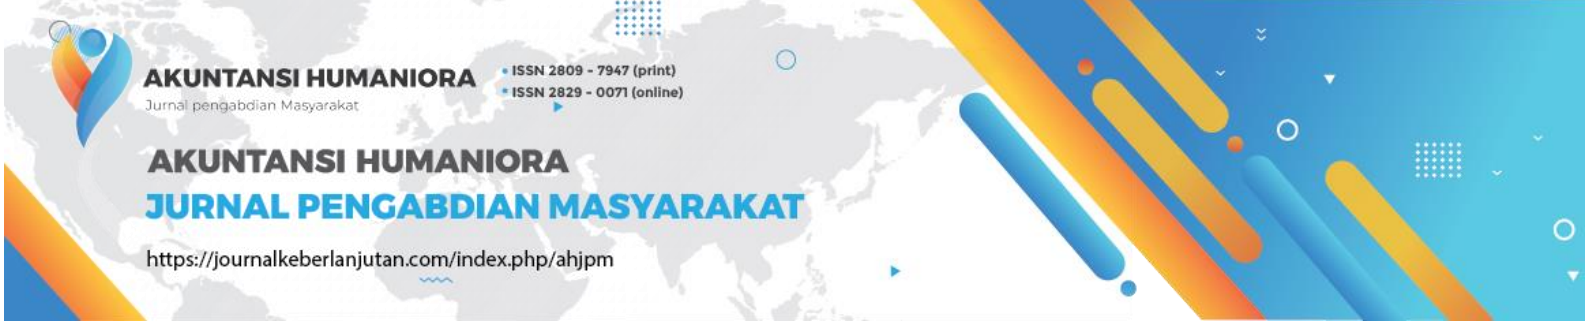 AKUNTANSI HUMANIORA
Jurnal pengabdian Masyarakat
ISSN 2809 - 7947 (print)
ISSN 2829 - 0071 (online)
AKUNTANSI HUMANIORA
JURNAL PENGABDIAN MASYARAKAT
https://journalkeberlanjutan.com/index.php/ahjpm